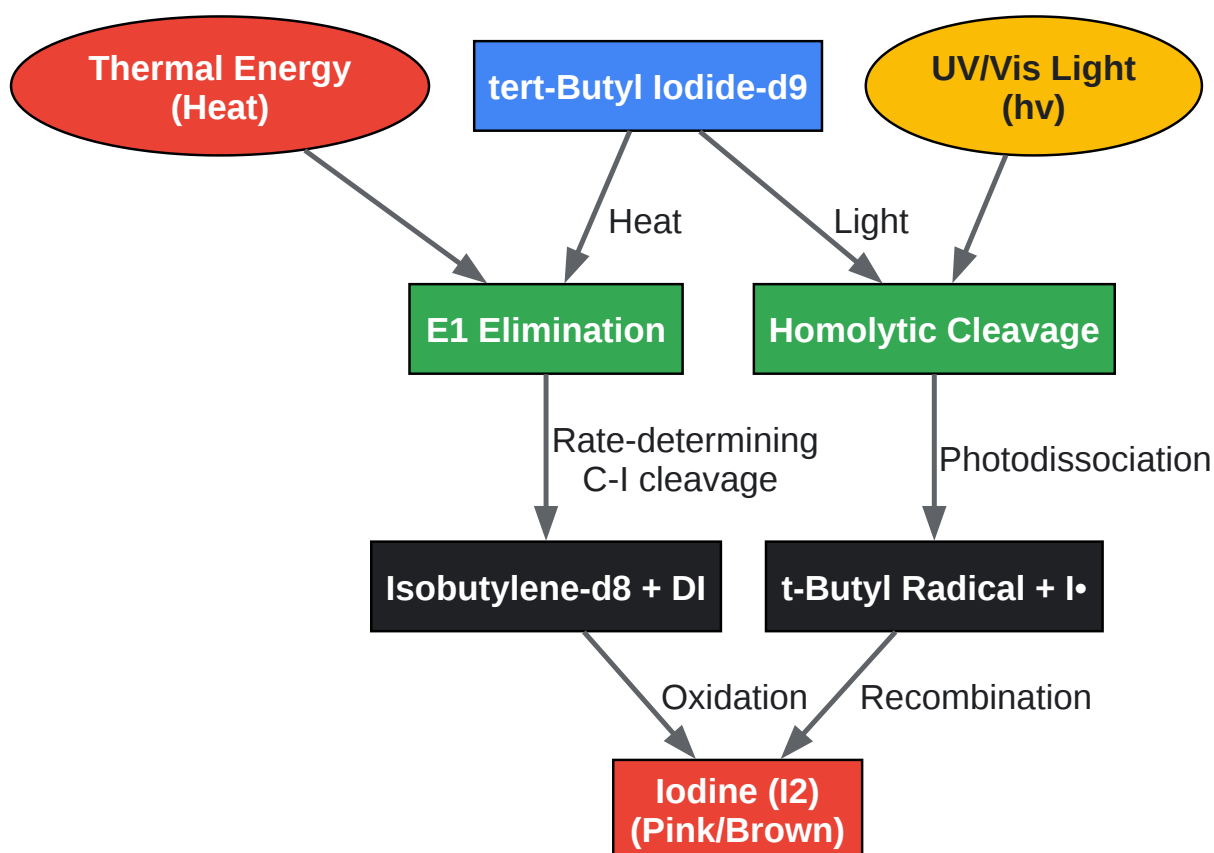 Thermal Energy
(Heat)
tert-Butyl Iodide-d9
UV/Vis Light
(hv)
Heat
Light
E1 Elimination
Homolytic Cleavage
Rate-determining
C-I cleavage
Photodissociation
Isobutylene-d8 + DI
t-Butyl Radical + I•
Oxidation
Recombination
Iodine (I2)
(Pink/Brown)